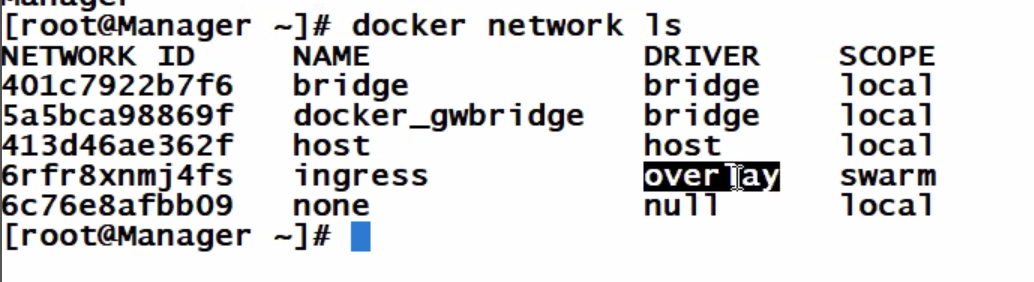 Manager
[root@Manager ~]# docker network ls
NETWORK ID NAME DRIVER SCOPE
401c7922b7f6 bridge bridge local
5a5bca98869f docker_gwbridge bridge local
413d46ae362f host host local
6rfr8xnmj4fs ingress overlay swarm
6c76e8afbb09 none null local
[root@Manager ~]#